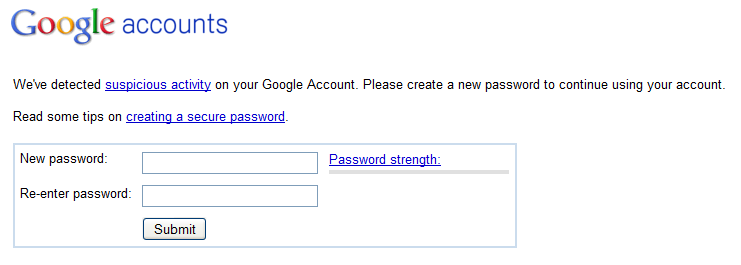 Google accounts
We've detected suspicious activity on your Google Account. Please create a new password to continue using your account.
Read some tips on creating a secure password.
New password: Password strength:
Re-enter password:
Submit